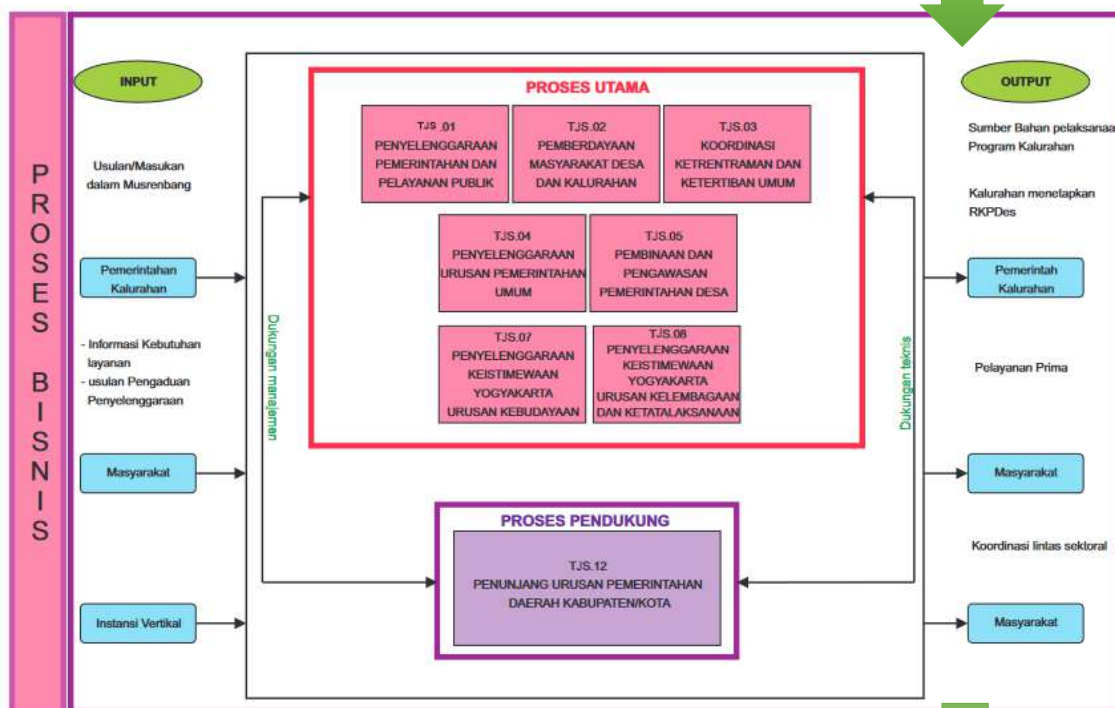 PROSES BISNIS
INPUT
Usulan/Masukan
dalam Musrenbang
Pemerintahan
Kalurahan
- Informasi Kebutuhan
layanan
- usulan Pengaduan
Penyelenggaraan
Masyarakat
Instansi Vertikal
Dukungan manajemen
PROSES UTAMA
TJS .01
PENYELENGGARAAN
PEMERINTAHAN DAN
PELAYANAN PUBLIK
TJS.02
PEMBERDAYAAN
MASYARAKAT DESA
DAN KALURAHAN
TJS.03
KOORDINASI
KETRENTRAMAN DAN
KETERTIBAN UMUM
TJS.04
PENYELENGGARAAN
URUSAN PEMERINTAHAN
UMUM
TJS.05
PEMBINAAN DAN
PENGAWASAN
PEMERINTAHAN DESA
TJS.07
PENYELENGGARAAN
KEISTIMEWAAN
YOGYAKARTA
URUSAN KEBUDAYAAN
TJS.08
PENYELENGGARAAN
KEISTIMEWAAN
YOGYAKARTA
URUSAN KELEMBAGAAN
DAN KETATALAKSANAAN
PROSES PENDUKUNG
TJS.12
PENUNJANG URUSAN PEMERINTAHAN
DAERAH KABUPATEN/KOTA
Dukungan teknis
OUTPUT
Sumber Bahan pelaksanaa
Program Kalurahan
Kalurahan menetapkan
RKPDes
Pemerintah
Kalurahan
Pelayanan Prima
Masyarakat
Koordinasi lintas sektoral
Masyarakat